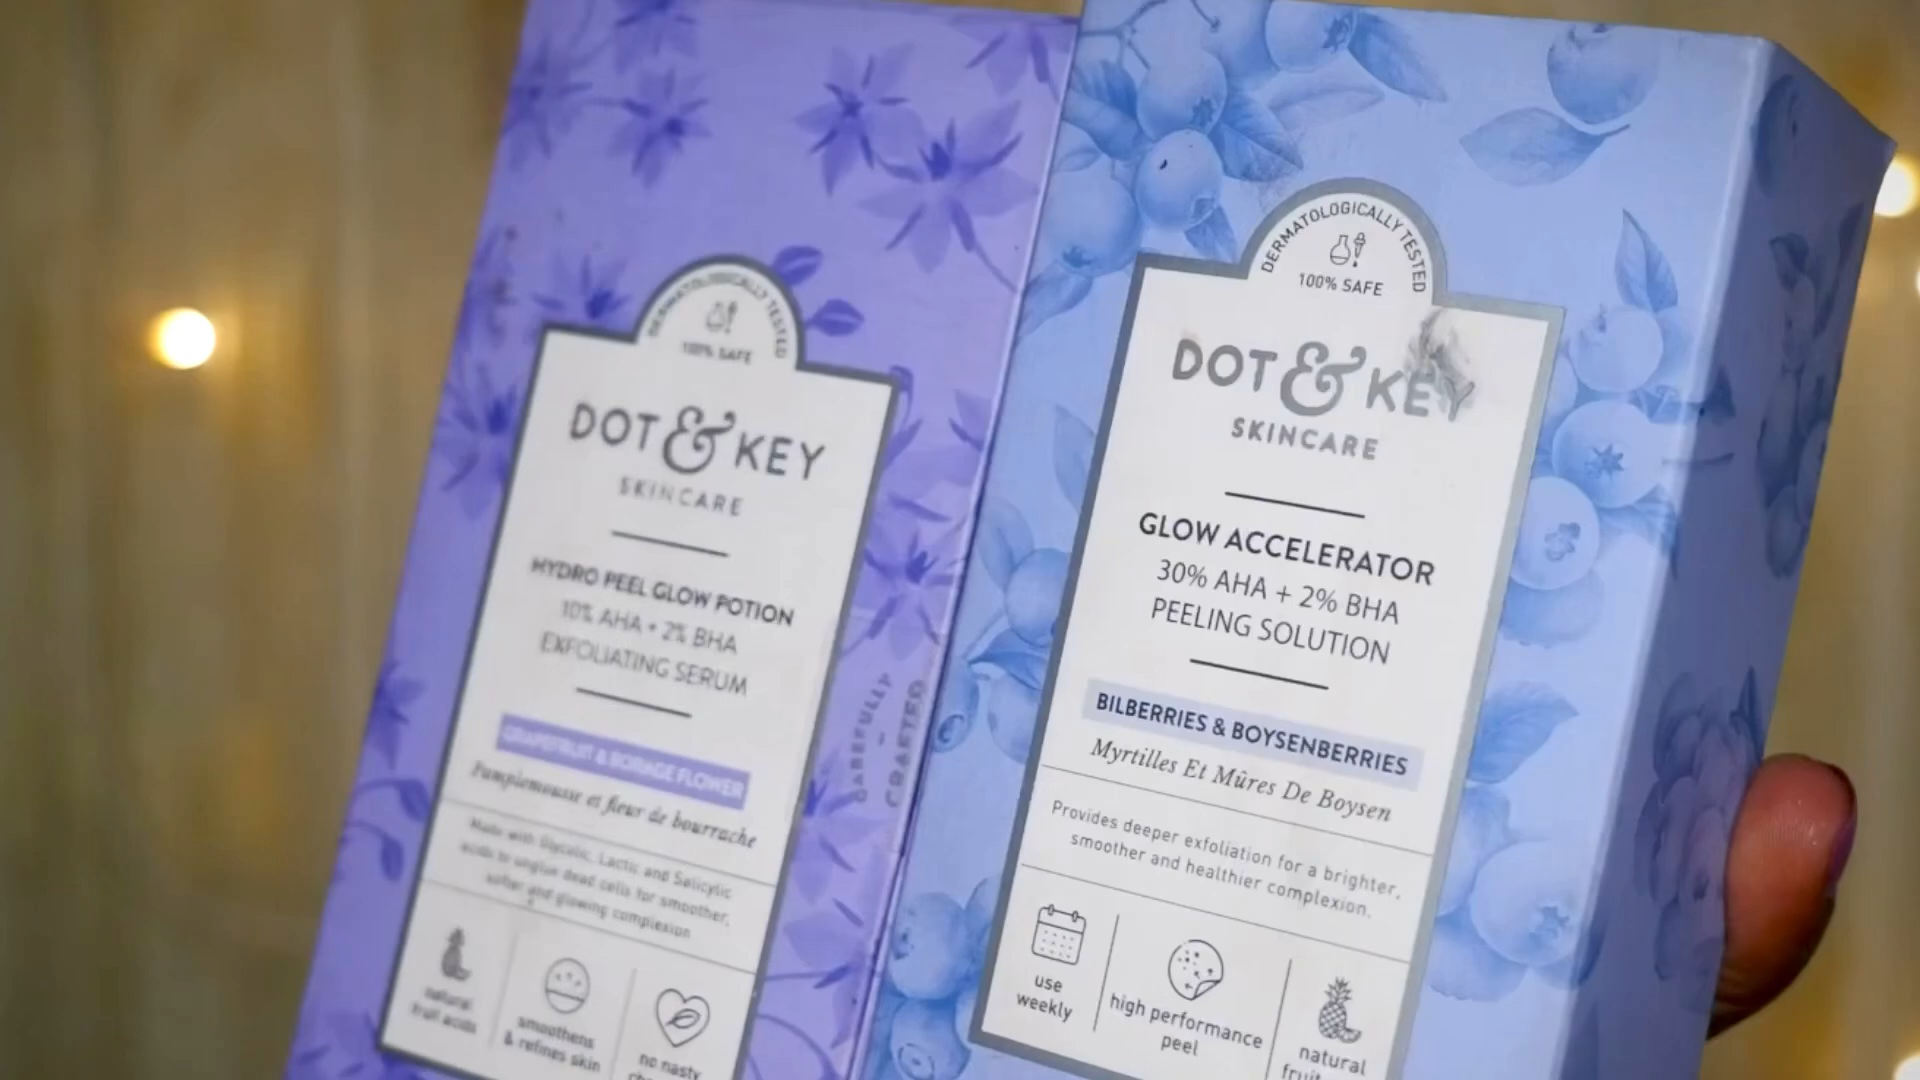 DERMATOLOGICALLY TESTED
100% SAFE
DOT & KEY
SKINCARE
HYDRO PEEL GLOW POTION
10% AHA + 2% BHA
EXFOLIATING SERUM
GRAPEFRUIT & BORAGE FLOWER
Pamplemousse et fleur de bourrache
Made with Glycolic, Lactic and Salicylic
acids to unglue dead cells for smoother,
softer and glowing complexion
natural
fruit acids
smoothens
& refines skin
no nasty
CAREFULLY
-
CRAFTED
DERMATOLOGICALLY TESTED
100% SAFE
DOT & KEY
SKINCARE
GLOW ACCELERATOR
30% AHA + 2% BHA
PEELING SOLUTION
BILBERRIES & BOYSENBERRIES
Myrtilles Et Mûres De Boysen
Provides deeper exfoliation for a brighter,
smoother and healthier complexion.
use
weekly
high performance
peel
natural
fruit